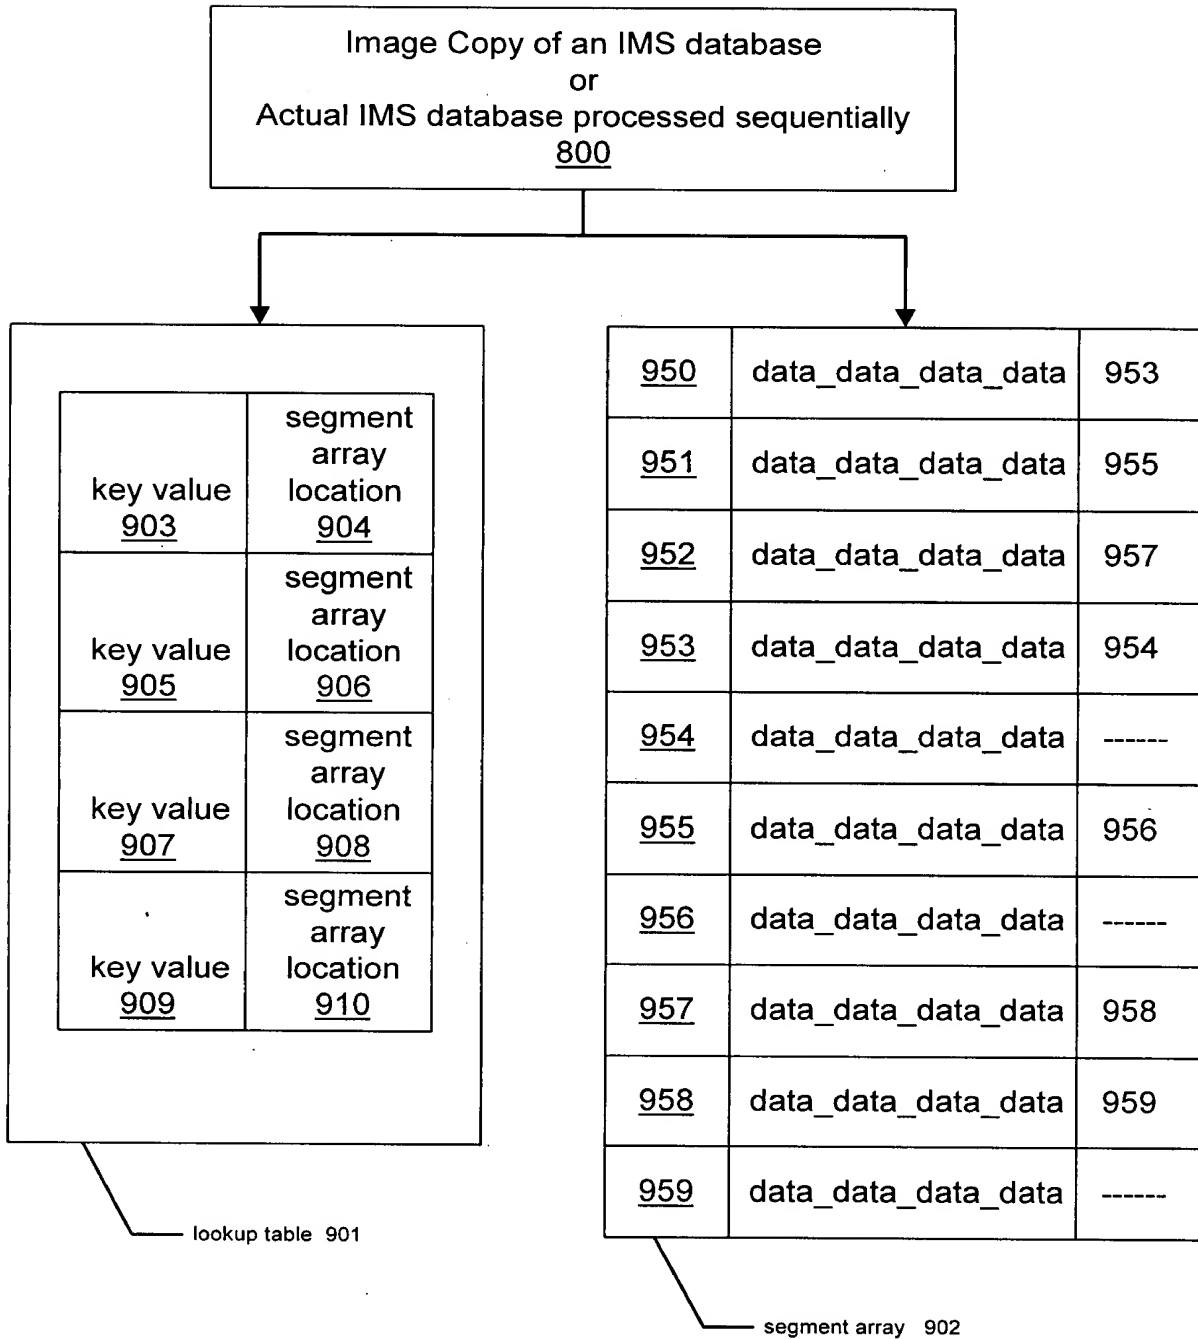 Image Copy of an IMS database
or
Actual IMS database processed sequentially
800
segment
array
key value location
903 904
segment
array
key value location
905 906
segment
array
key value location
907 908
segment
array
key value location
909 910
lookup table 901
950 data_data_data_data 953
951 data_data_data_data 955
952 data_data_data_data 957
953 data_data_data_data 954
954 data_data_data_data ------
955 data_data_data_data 956
956 data_data_data_data ------
957 data_data_data_data 958
958 data_data_data_data 959
959 data_data_data_data ------
segment array 902